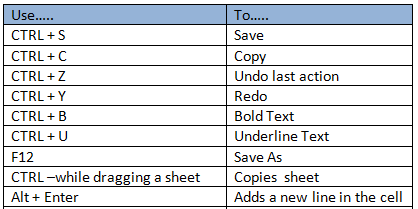 Use..... To.....
CTRL + S Save
CTRL + C Copy
CTRL + Z Undo last action
CTRL + Y Redo
CTRL + B Bold Text
CTRL + U Underline Text
F12 Save As
CTRL –while dragging a sheet Copies  sheet
Alt + Enter Adds a new line in the cell